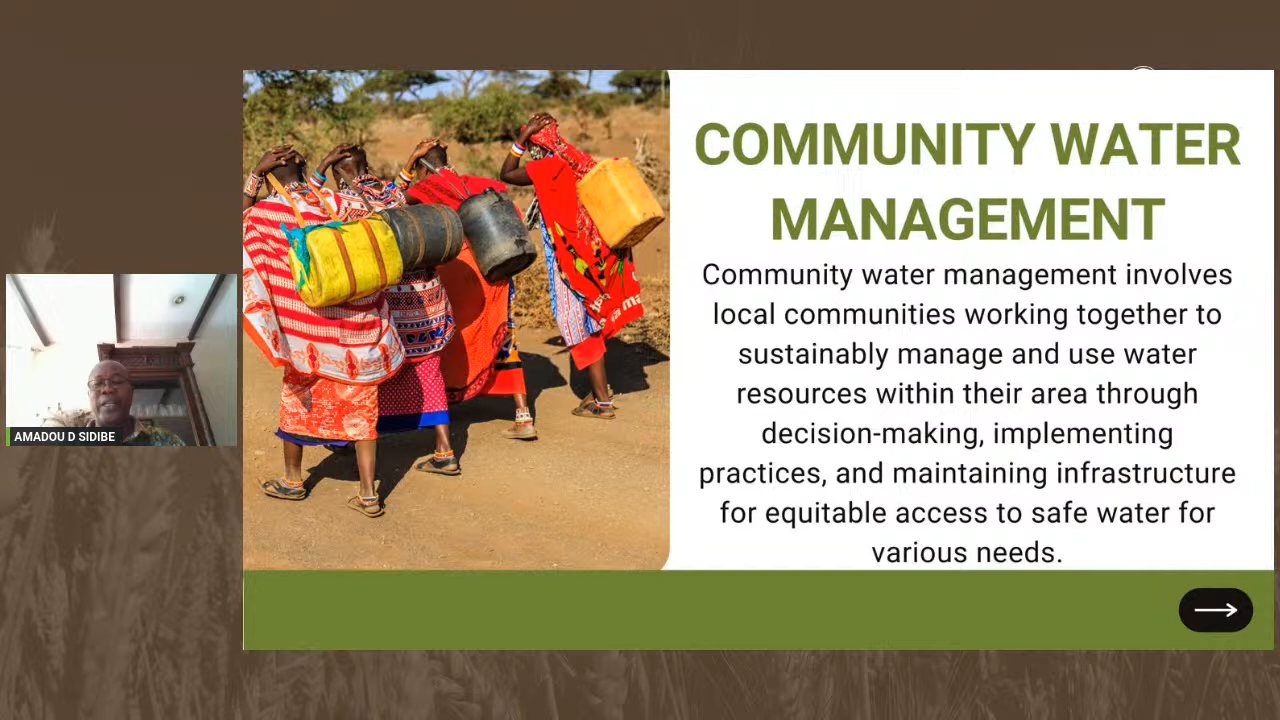 COMMUNITY WATER
MANAGEMENT
Community water management involves
local communities working together to
sustainably manage and use water
resources within their area through
decision-making, implementing
practices, and maintaining infrastructure
for equitable access to safe water for
various needs.
AMADOU D SIDIBE